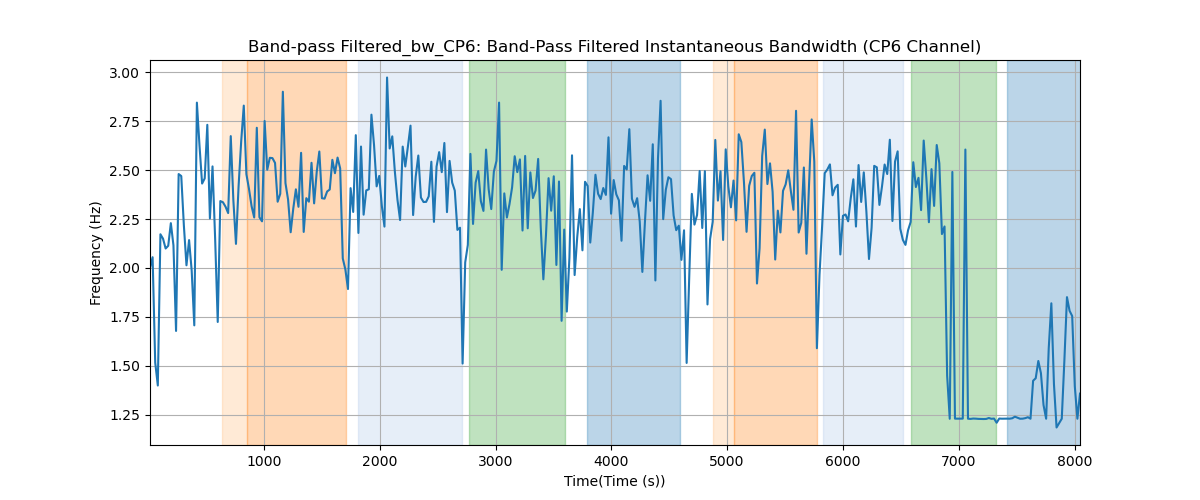 Band-pass Filtered_bw_CP6: Band-Pass Filtered Instantaneous Bandwidth (CP6 Channel)
3.00
2.75
2.50
2.25
2.00
1.75
1.50
1.25
Frequency (Hz)
1000 2000 3000 4000 5000 6000 7000 8000
Time(Time (s))